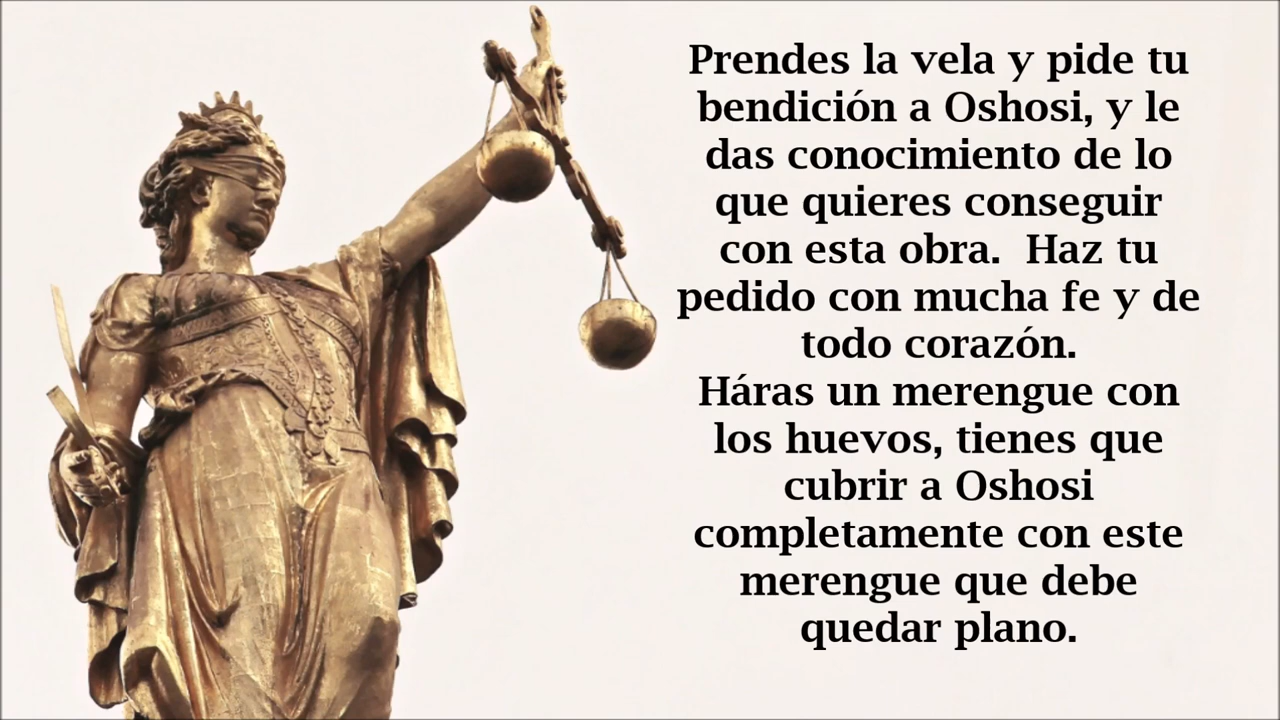 Prendes la vela y pide tu
bendición a Oshosi, y le
das conocimiento de lo
que quieres conseguir
con esta obra.  Haz tu
pedido con mucha fe y de
todo corazón.
Háras un merengue con
los huevos, tienes que
cubrir a Oshosi
completamente con este
merengue que debe
quedar plano.